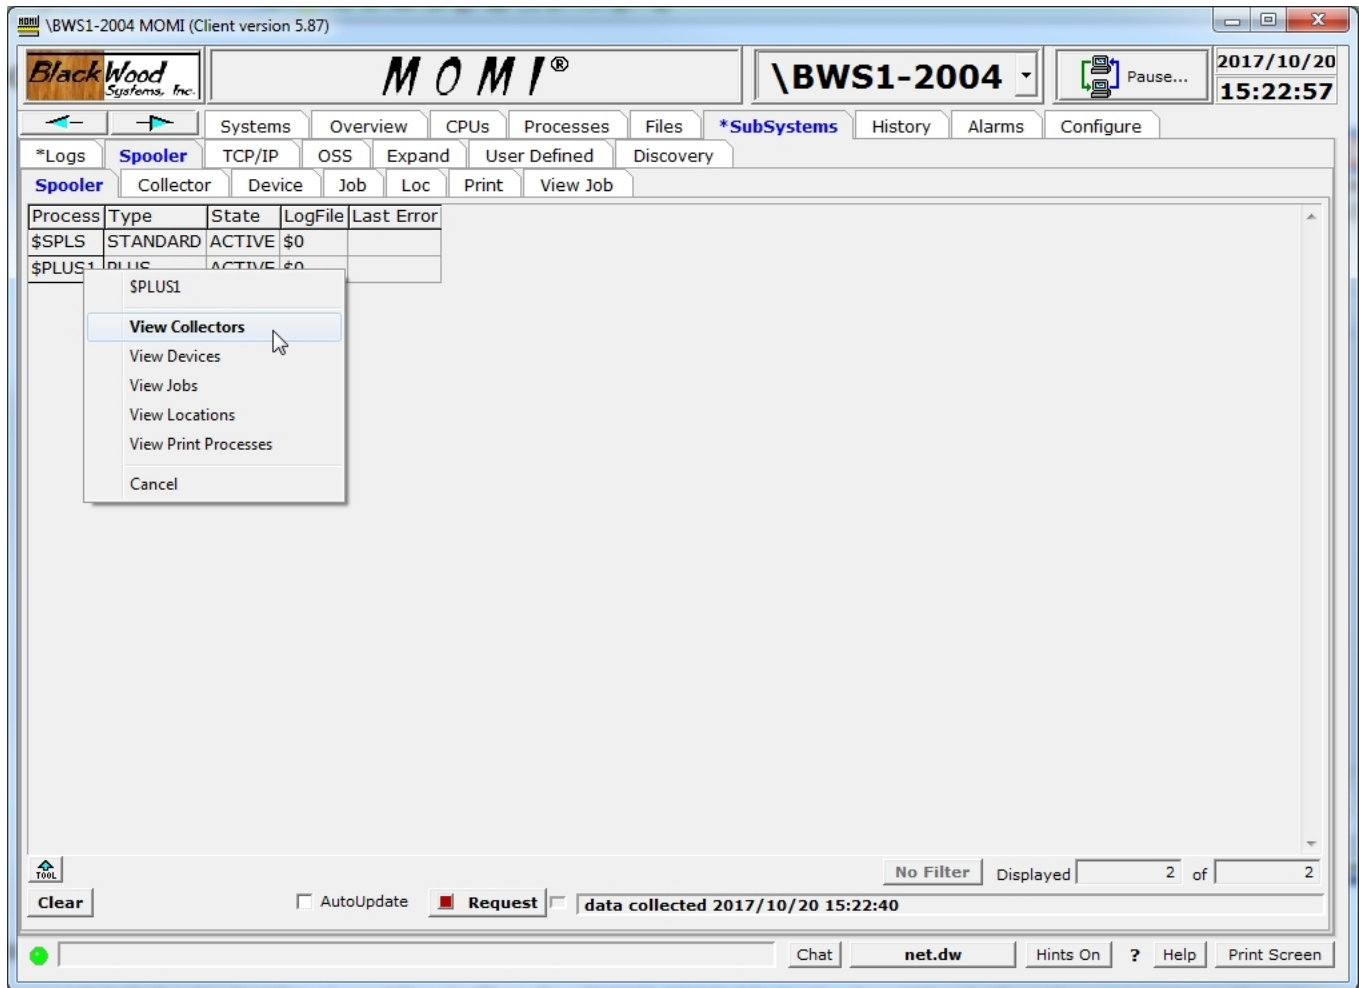 \BWS1-2004 MOMI (Client version 5.87)
BlackWood Systems, Inc.
MOMI®
\BWS1-2004
Pause...
2017/10/20
15:22:57
Systems Overview CPUs Processes Files *SubSystems History Alarms Configure
*Logs Spooler TCP/IP OSS Expand User Defined Discovery
Spooler Collector Device Job Loc Print View Job
Process Type State LogFile Last Error
$SPLS STANDARD ACTIVE $0
$PLUS1 PLUS ACTIVE $0
$PLUS1
View Collectors
View Devices
View Jobs
View Locations
View Print Processes
Cancel
TOOL
No Filter Displayed 2 of 2
Clear AutoUpdate Request data collected 2017/10/20 15:22:40
Chat net.dw Hints On ? Help Print Screen